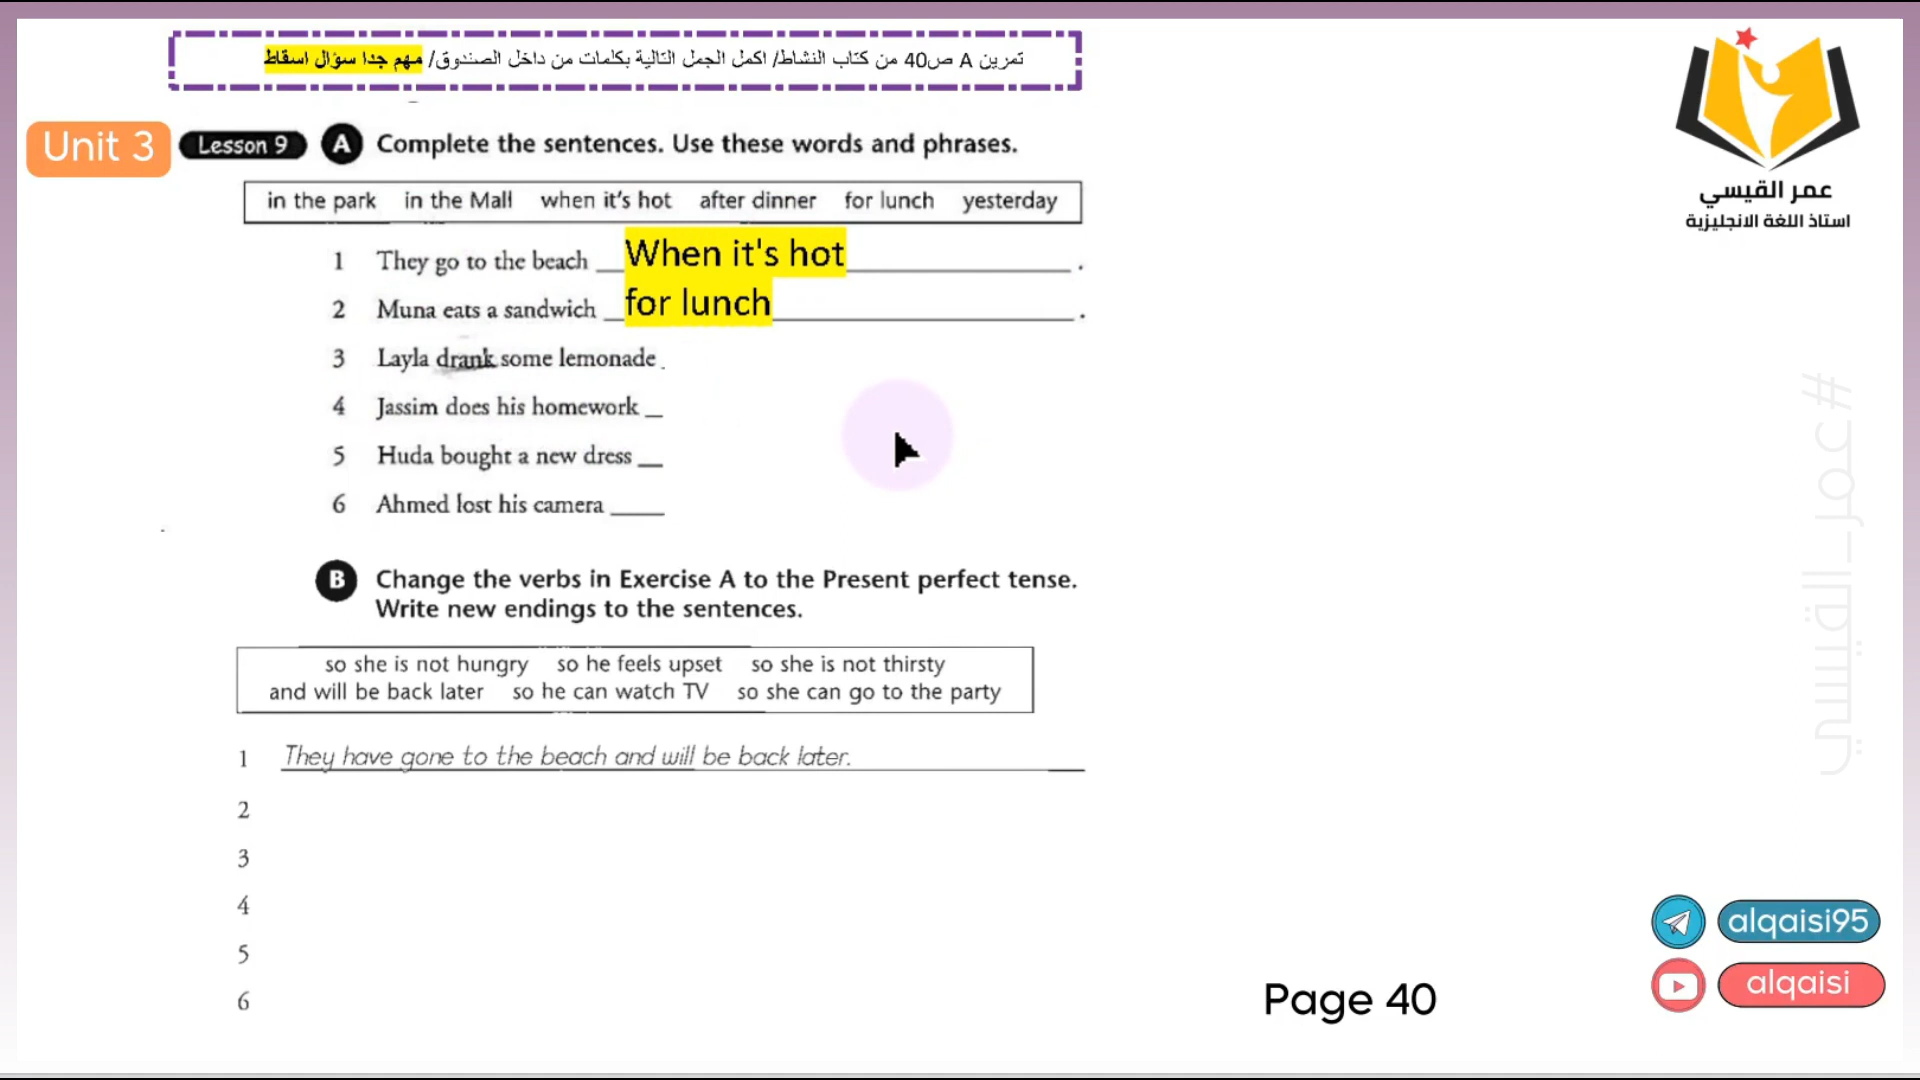 تمرين A ص40 من كتاب النشاط/ اكمل الجمل التالية بكلمات من داخل الصندوق/ مهم جدا سؤال اسقاط
عمر القيسي
استاذ اللغة الانجليزية
Unit 3 Lesson 9 A Complete the sentences. Use these words and phrases.
in the park in the Mall when it's hot after dinner for lunch yesterday
1 They go to the beach __When it's hot__________.
2 Muna eats a sandwich _for lunch__________.
3 Layla drank some lemonade .
4 Jassim does his homework _
5 Huda bought a new dress __
6 Ahmed lost his camera ____
#عمر_القيسي
B Change the verbs in Exercise A to the Present perfect tense.
Write new endings to the sentences.
so she is not hungry so he feels upset so she is not thirsty
and will be back later so he can watch TV so she can go to the party
1 They have gone to the beach and will be back later.
2
3
4
5
6
Page 40
alqaisi95
alqaisi